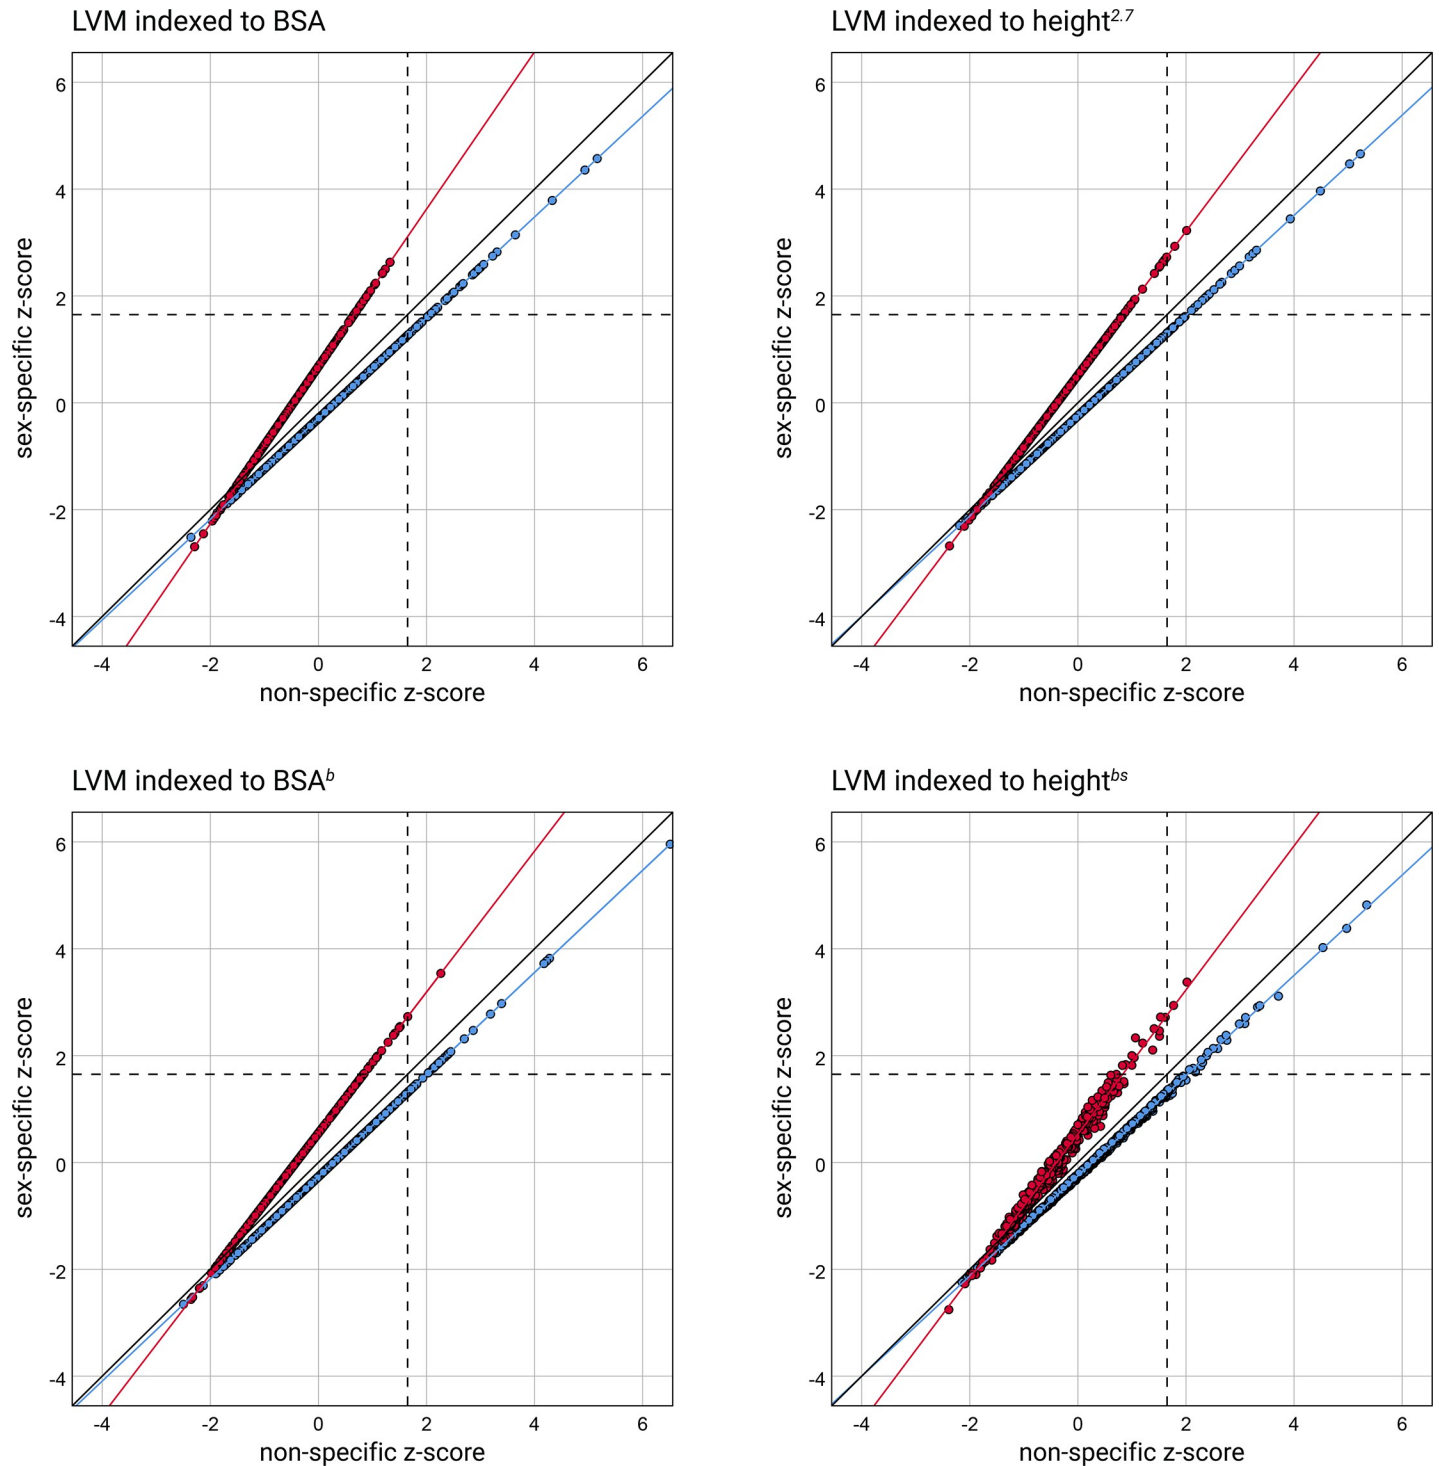 LVM indexed to BSA
6
4
2
0
-2
-4
sex-specific z-score
-4 -2 0 2 4 6
non-specific z-score
LVM indexed to height2.7
6
4
2
0
-2
-4
sex-specific z-score
-4 -2 0 2 4 6
non-specific z-score
LVM indexed to BSAb
6
4
2
0
-2
-4
sex-specific z-score
-4 -2 0 2 4 6
non-specific z-score
LVM indexed to heightbs
6
4
2
0
-2
-4
sex-specific z-score
-4 -2 0 2 4 6
non-specific z-score